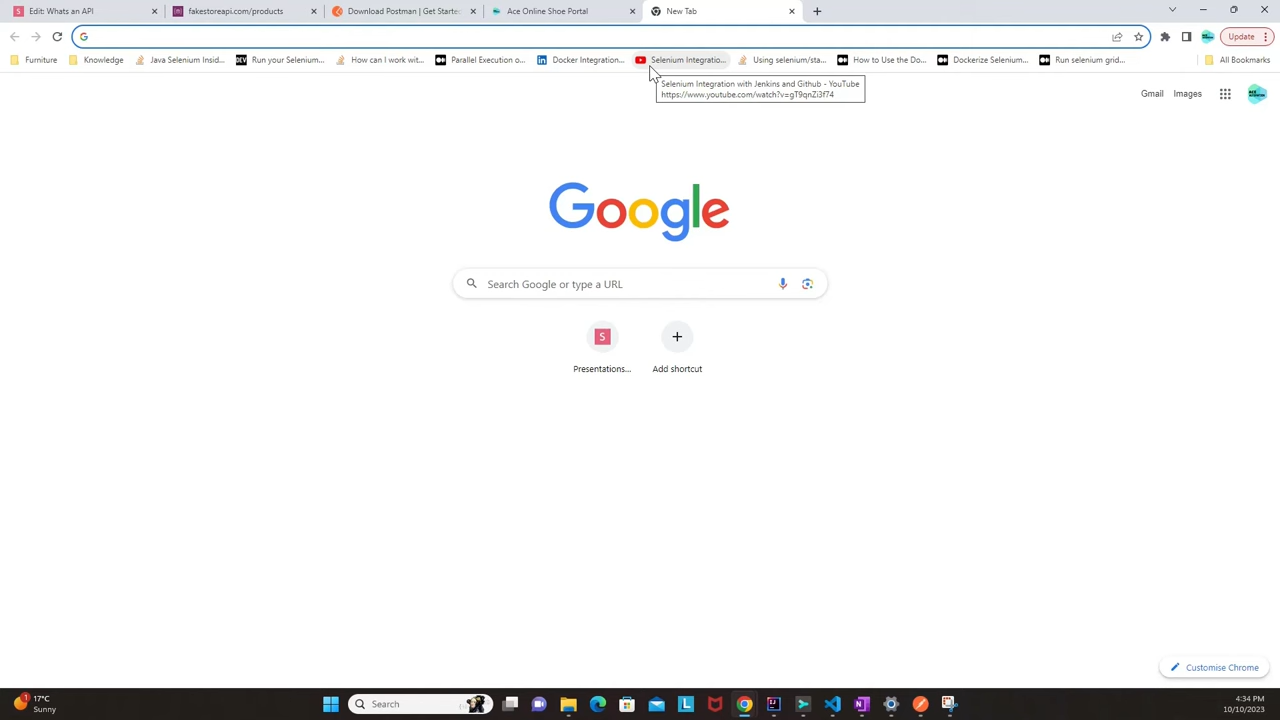 Edit: Whats an API
fakestoreapi.com/products
Download Postman | Get Starte
Ace Online Shoe Portal
New Tab
Update
Furniture
Knowledge
Java Selenium Insid...
Run your Selenium...
How can I work wit...
Parallel Execution o...
Docker Integration...
Selenium Integratio...
Using selenium/sta...
How to Use the Do...
Dockerize Selenium...
Run selenium grid...
All Bookmarks
Selenium Integration with Jenkins and Github - YouTube
https://www.youtube.com/watch?v=gT9qnZi3f74
Gmail
Images
Google
Search Google or type a URL
S
Presentations...
Add shortcut
Customise Chrome
1
17°C
Sunny
Search
4:34 PM
10/10/2023